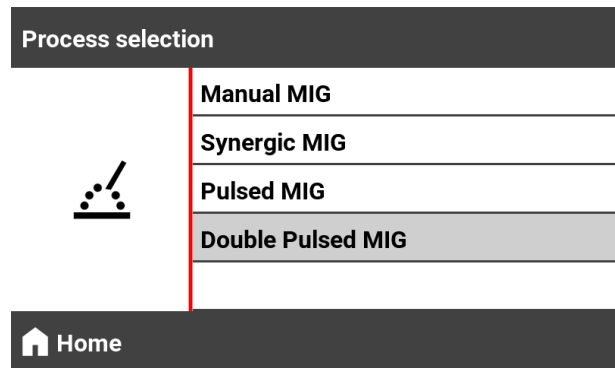 Process selection
Manual MIG
Synergic MIG
Pulsed MIG
Double Pulsed MIG
Home